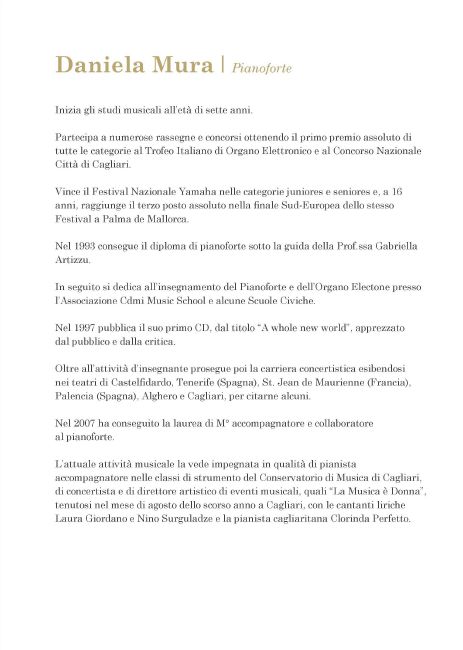 Daniela Mura | Pianoforte
Inizia gli studi musicali all'età di sette anni.
Partecipa a numerose rassegne e concorsi ottenendo il primo premio assoluto di
tutte le categorie al Trofeo Italiano di Organo Elettronico e al Concorso Nazionale
Città di Cagliari.
Vince il Festival Nazionale Yamaha nelle categorie juniores e seniores e, a 16
anni, raggiunge il terzo posto assoluto nella finale Sud-Europea dello stesso
Festival a Palma de Mallorca.
Nel 1993 consegue il diploma di pianoforte sotto la guida della Prof.ssa Gabriella
Artizzu.
In seguito si dedica all'insegnamento del Pianoforte e dell'Organo Electone presso
l'Associazione Cdmi Music School e alcune Scuole Civiche.
Nel 1997 pubblica il suo primo CD, dal titolo "A whole new world", apprezzato
dal pubblico e dalla critica.
Oltre all'attività d'insegnante prosegue poi la carriera concertistica esibendosi
nei teatri di Castelfidardo, Tenerife (Spagna), St. Jean de Maurienne (Francia),
Palencia (Spagna), Alghero e Cagliari, per citarne alcuni.
Nel 2007 ha conseguito la laurea di M° accompagnatore e collaboratore
al pianoforte.
L'attuale attività musicale la vede impegnata in qualità di pianista
accompagnatore nelle classi di strumento del Conservatorio di Musica di Cagliari,
di concertista e di direttore artistico di eventi musicali, quali "La Musica è Donna",
tenutosi nel mese di agosto dello scorso anno a Cagliari, con le cantanti liriche
Laura Giordano e Nino Surguladze e la pianista cagliaritana Clorinda Perfetto.